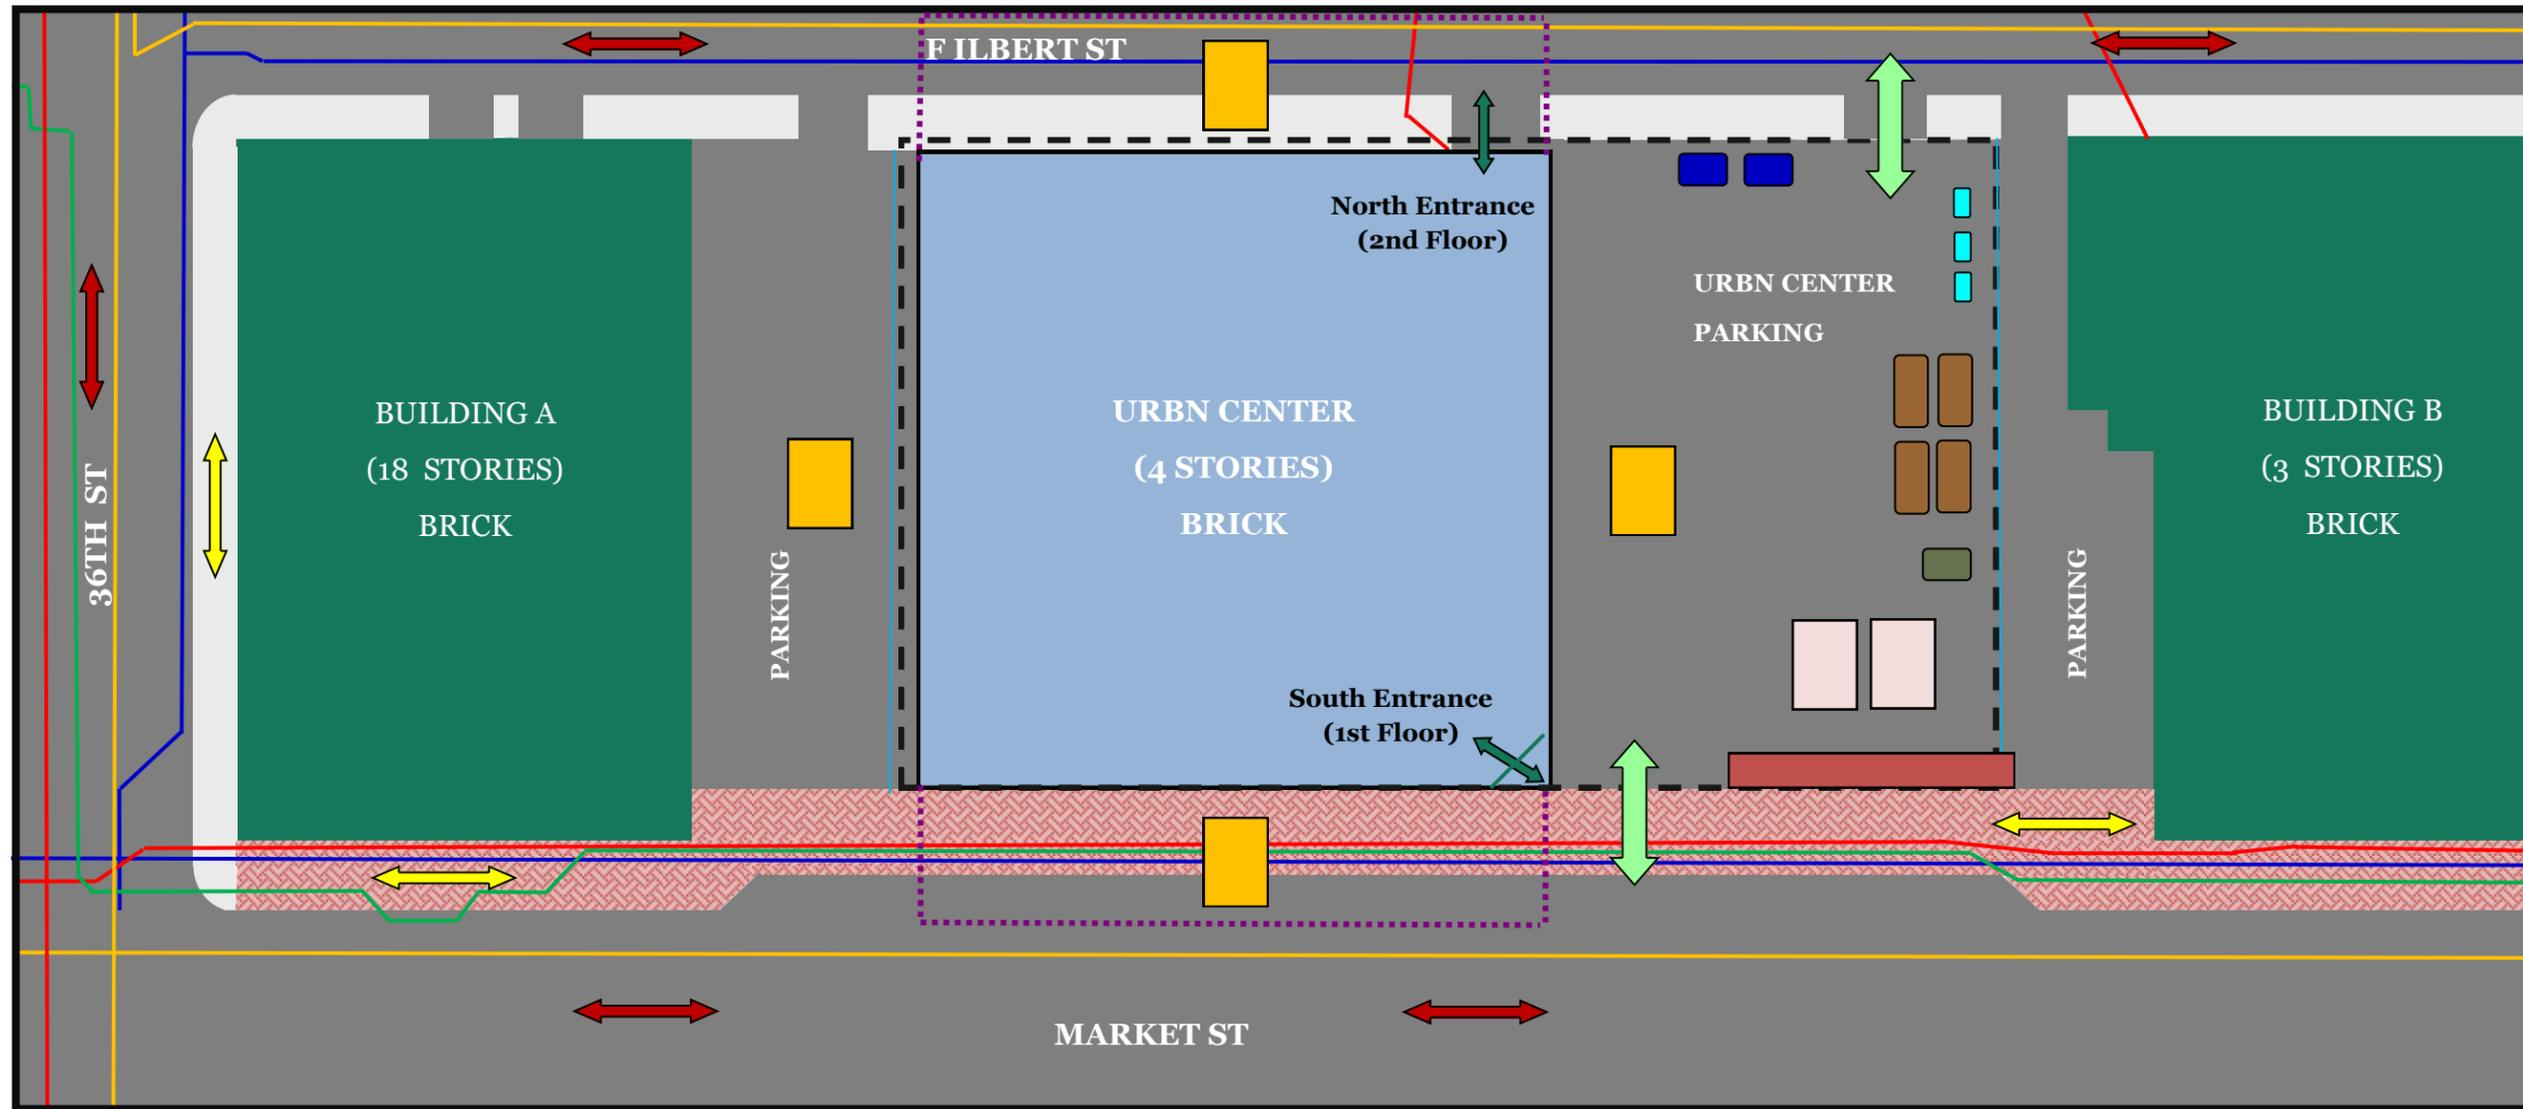 F ILBERT ST
North Entrance
(2nd Floor)
URBN CENTER
PARKING
BUILDING A
(18 STORIES)
BRICK
URBN CENTER
(4 STORIES)
BRICK
BUILDING B
(3 STORIES)
BRICK
36TH ST
PARKING
PARKING
South Entrance
(1st Floor)
MARKET ST